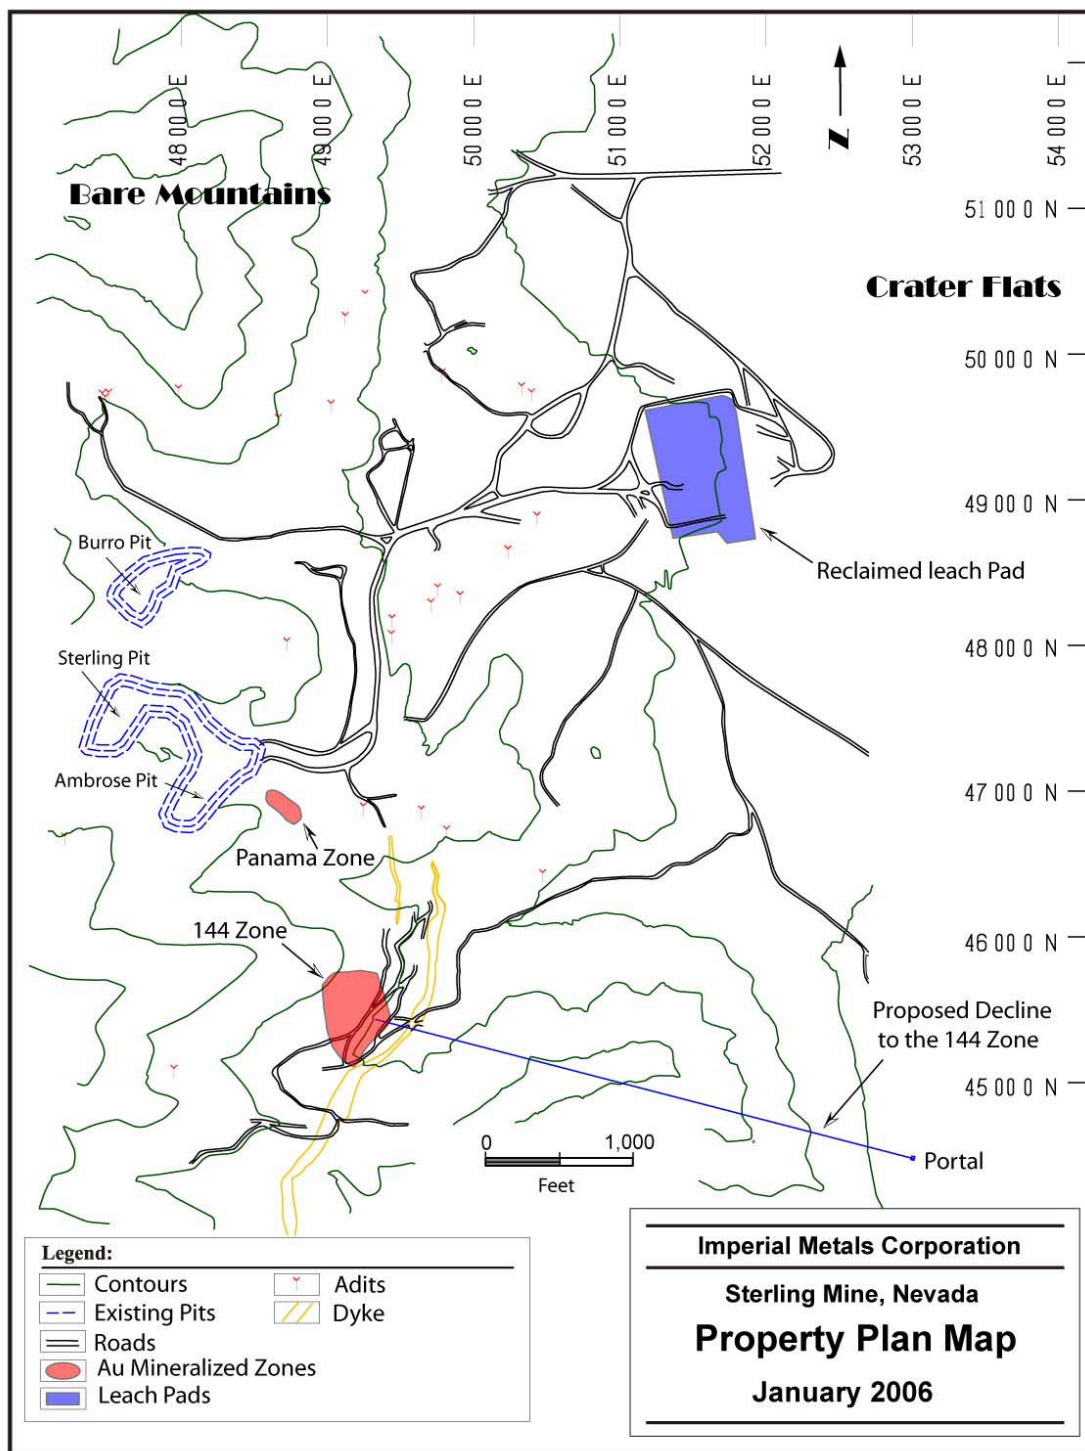 48 00 0 E
49 00 0 E
50 00 0 E
51 00 0 E
52 00 0 E
53 00 0 E
54 00 0 E
N
Bare Mountains
51 00 0 N
Crater Flats
50 00 0 N
49 00 0 N
Burro Pit
Reclaimed leach Pad
48 00 0 N
Sterling Pit
Ambrose Pit
47 00 0 N
Panama Zone
144 Zone
46 00 0 N
Proposed Decline
to the 144 Zone
45 00 0 N
0 1,000
Feet
Portal
Legend:
Contours
Existing Pits
Roads
Au Mineralized Zones
Leach Pads
Adits
Dyke
Imperial Metals Corporation
Sterling Mine, Nevada
Property Plan Map
January 2006